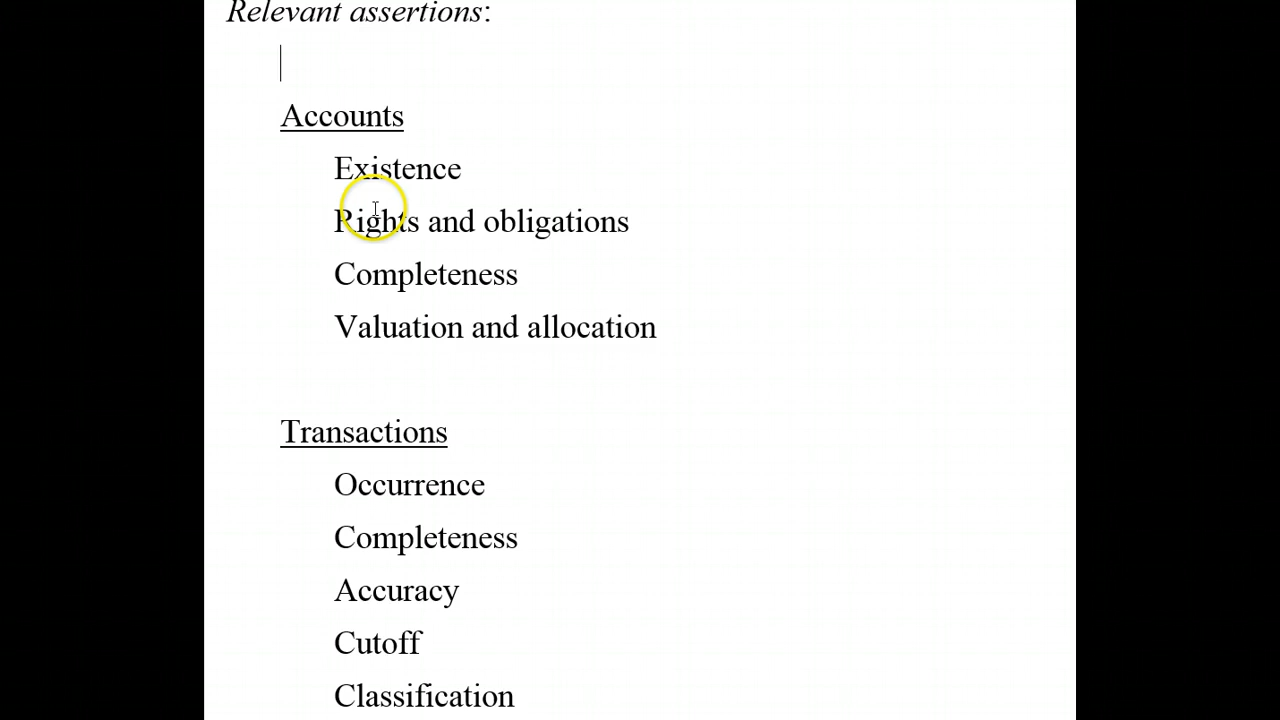 Relevant assertions:
Accounts
Existence
Rights and obligations
Completeness
Valuation and allocation
Transactions
Occurrence
Completeness
Accuracy
Cutoff
Classification